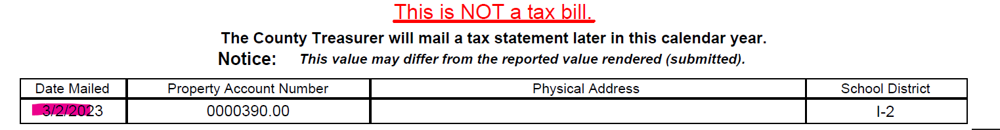 This is NOT a tax bill.
The County Treasurer will mail a tax statement later in this calendar year.
Notice: This value may differ from the reported value rendered (submitted).
Date Mailed Property Account Number Physical Address School District
3/2/2023 0000390.00 I-2